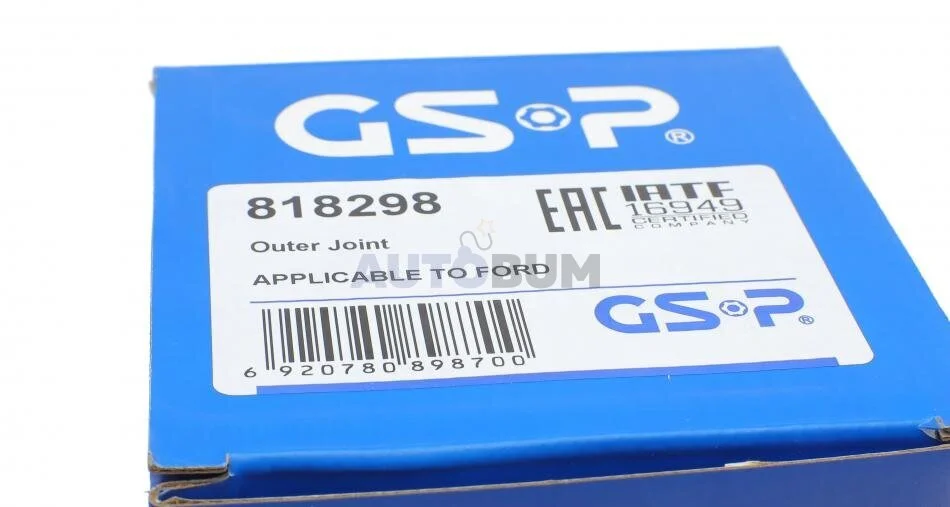 GSP®
818298
EAC IATF
16949
CERTIFIED
COMPANY
Outer Joint
AUTOBUM
APPLICABLE TO FORD
GSP®
6 920780 898700